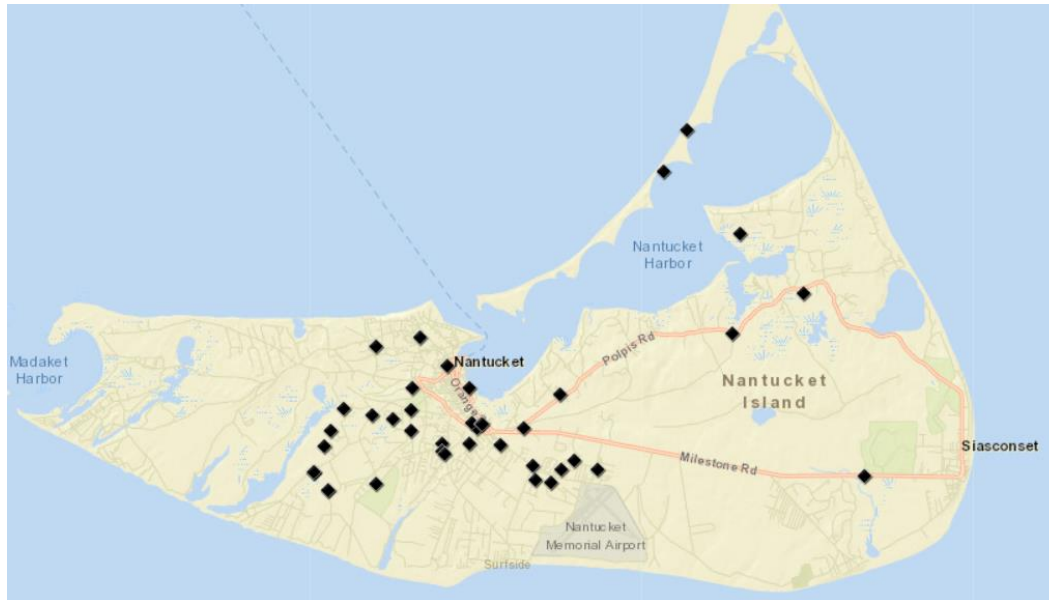 Nantucket
Harbor
Madaket
Harbor
Nantucket
Polpis Rd
Orange
Nantucket
Island
Siasconset
Milestone Rd
Nantucket
Memorial Airport
Surfside